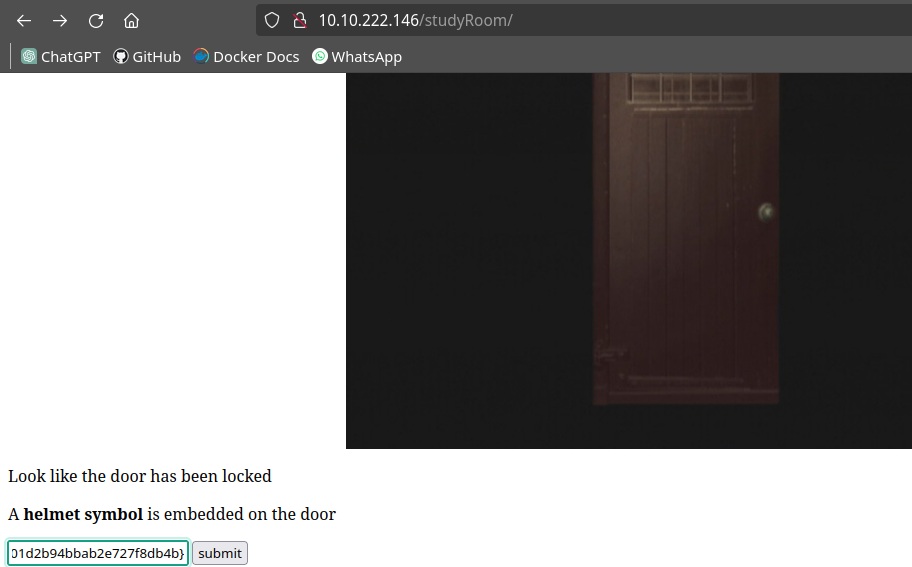 10.10.222.146/studyRoom/
ChatGPT GitHub Docker Docs WhatsApp
Look like the door has been locked
A helmet symbol is embedded on the door
01d2b94bbab2e727f8db4b} submit